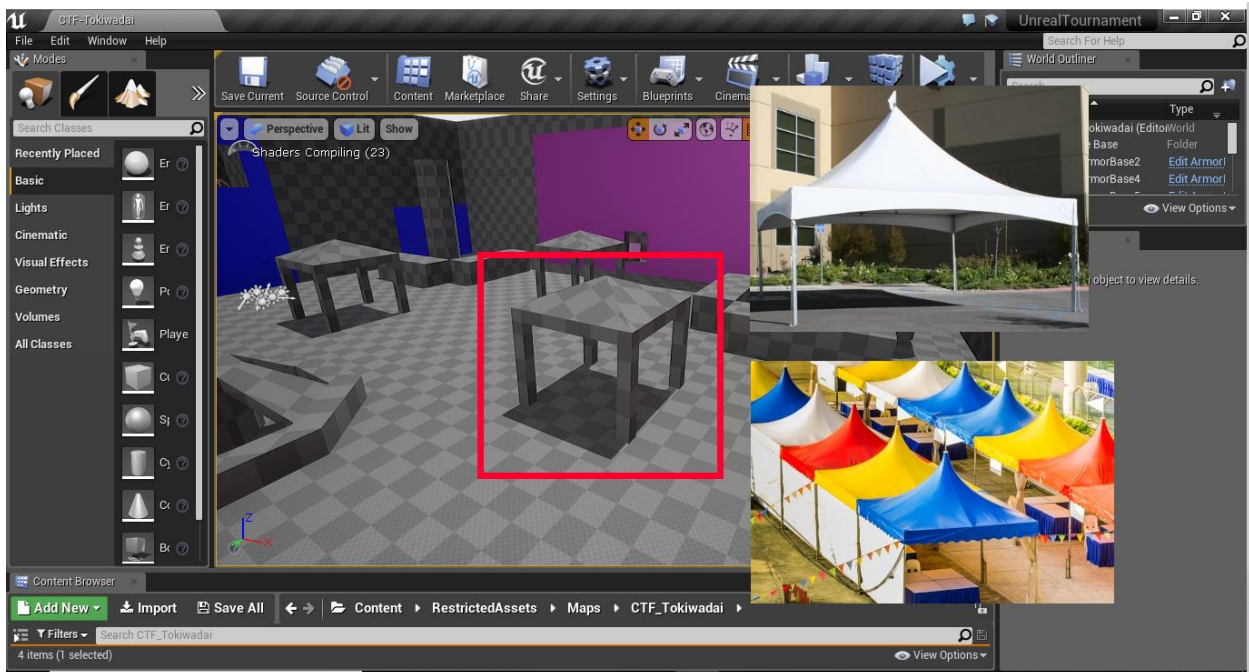 CTF-Tokiwadai
UnrealTournament
File Edit Window Help
Search For Help
Modes
World Outliner
Save Current Source Control Content Marketplace Share Settings Blueprints
Type
Search Classes
Perspective Lit Show
World
Shaders Compiling (23)
Base Folder
Recently Placed
Base2 Edit
Basic
Base4 Edit
Lights
View Options
Cinematic
Visual Effects
object to view details.
Geometry
Volumes
Playe
All Classes
Z
X
Content Browser
Add New Import Save All Content RestrictedAssets Maps CTF_Tokiwadai
Filters Search CTF_Tokiwadai
4 items (1 selected) View Options